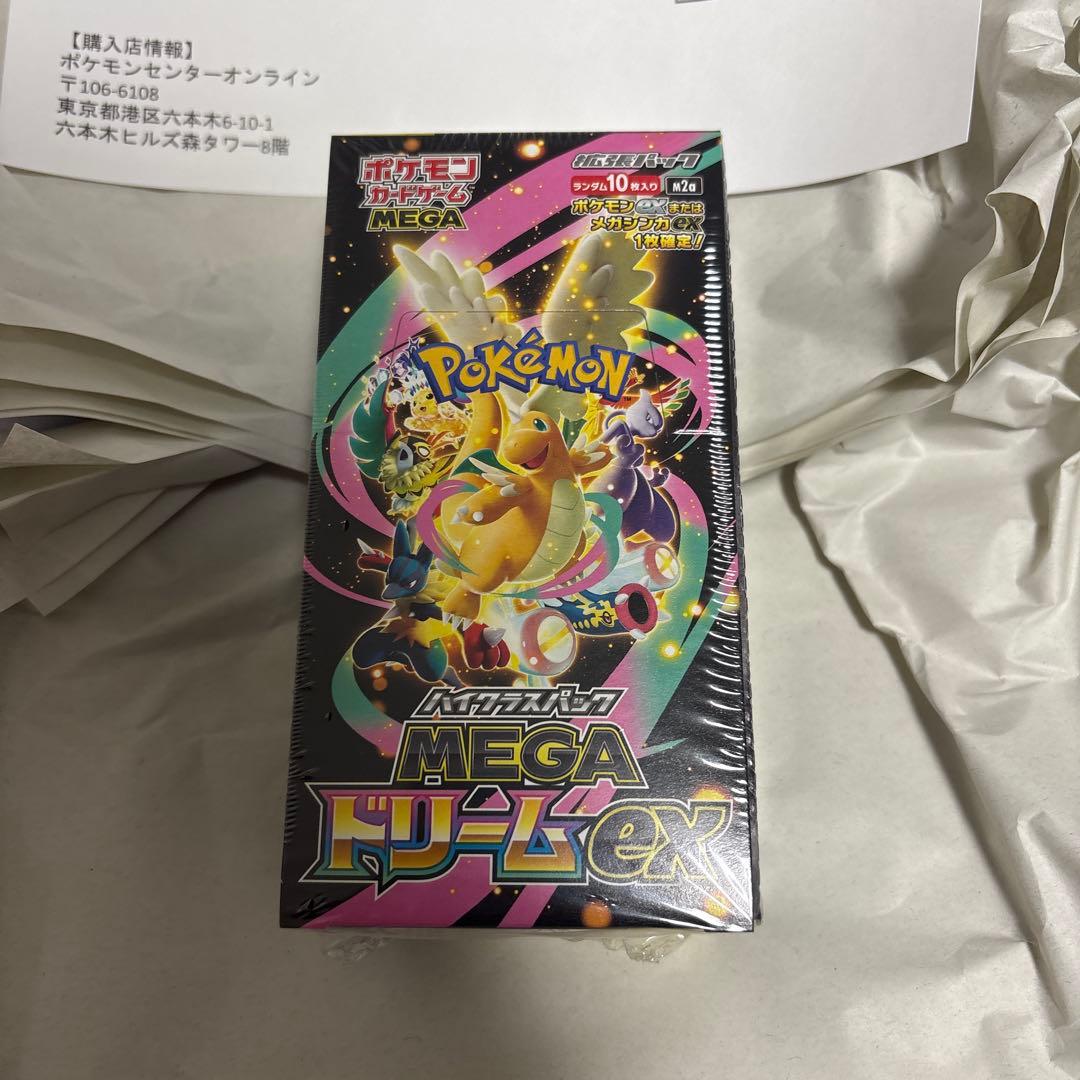 【購入店情報】
ポケモンセンターオンライン
〒106-6108
東京都港区六本木6-10-1
六本木ヒルズ森タワー8階
ポケモン
カードゲーム
MEGA
拡張パック
ランダム10枚入り M2a
ポケモンexまたは
メガシンカex
1枚確定!
POKÉMON
ハイクラスパック
MEGA
ドリームex